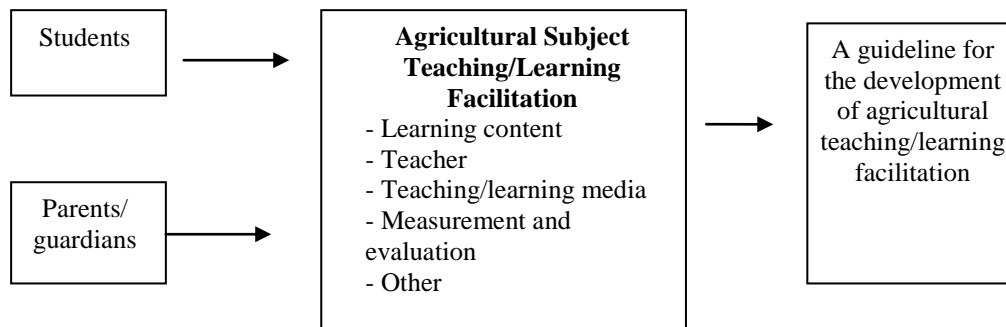 Students
Parents/
guardians
Agricultural Subject
Teaching/Learning
Facilitation
- Learning content
- Teacher
- Teaching/learning media
- Measurement and
evaluation
- Other
A guideline for
the development
of agricultural
teaching/learning
facilitation